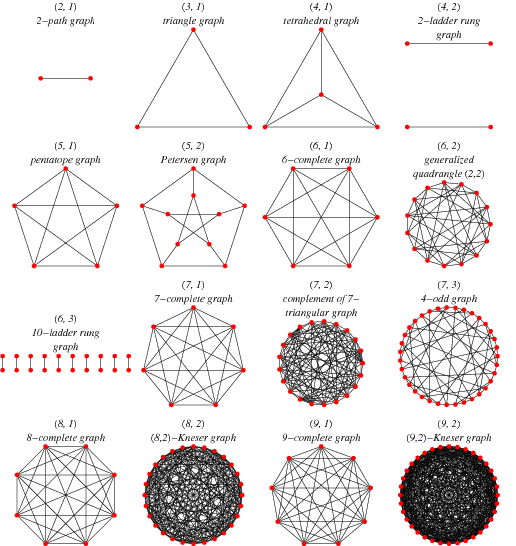 (2, 1)
2−path graph
(3, 1)
triangle graph
(4, 1)
tetrahedral graph
(4, 2)
2−ladder rung
graph
(5, 1)
pentatope graph
(5, 2)
Petersen graph
(6, 1)
6−complete graph
(6, 2)
generalized
quadrangle (2,2)
(6, 3)
10−ladder rung
graph
(7, 1)
7−complete graph
(7, 2)
complement of 7−
triangular graph
(7, 3)
4−odd graph
(8, 1)
8−complete graph
(8, 2)
(8,2)−Kneser graph
(9, 1)
9−complete graph
(9, 2)
(9,2)−Kneser graph